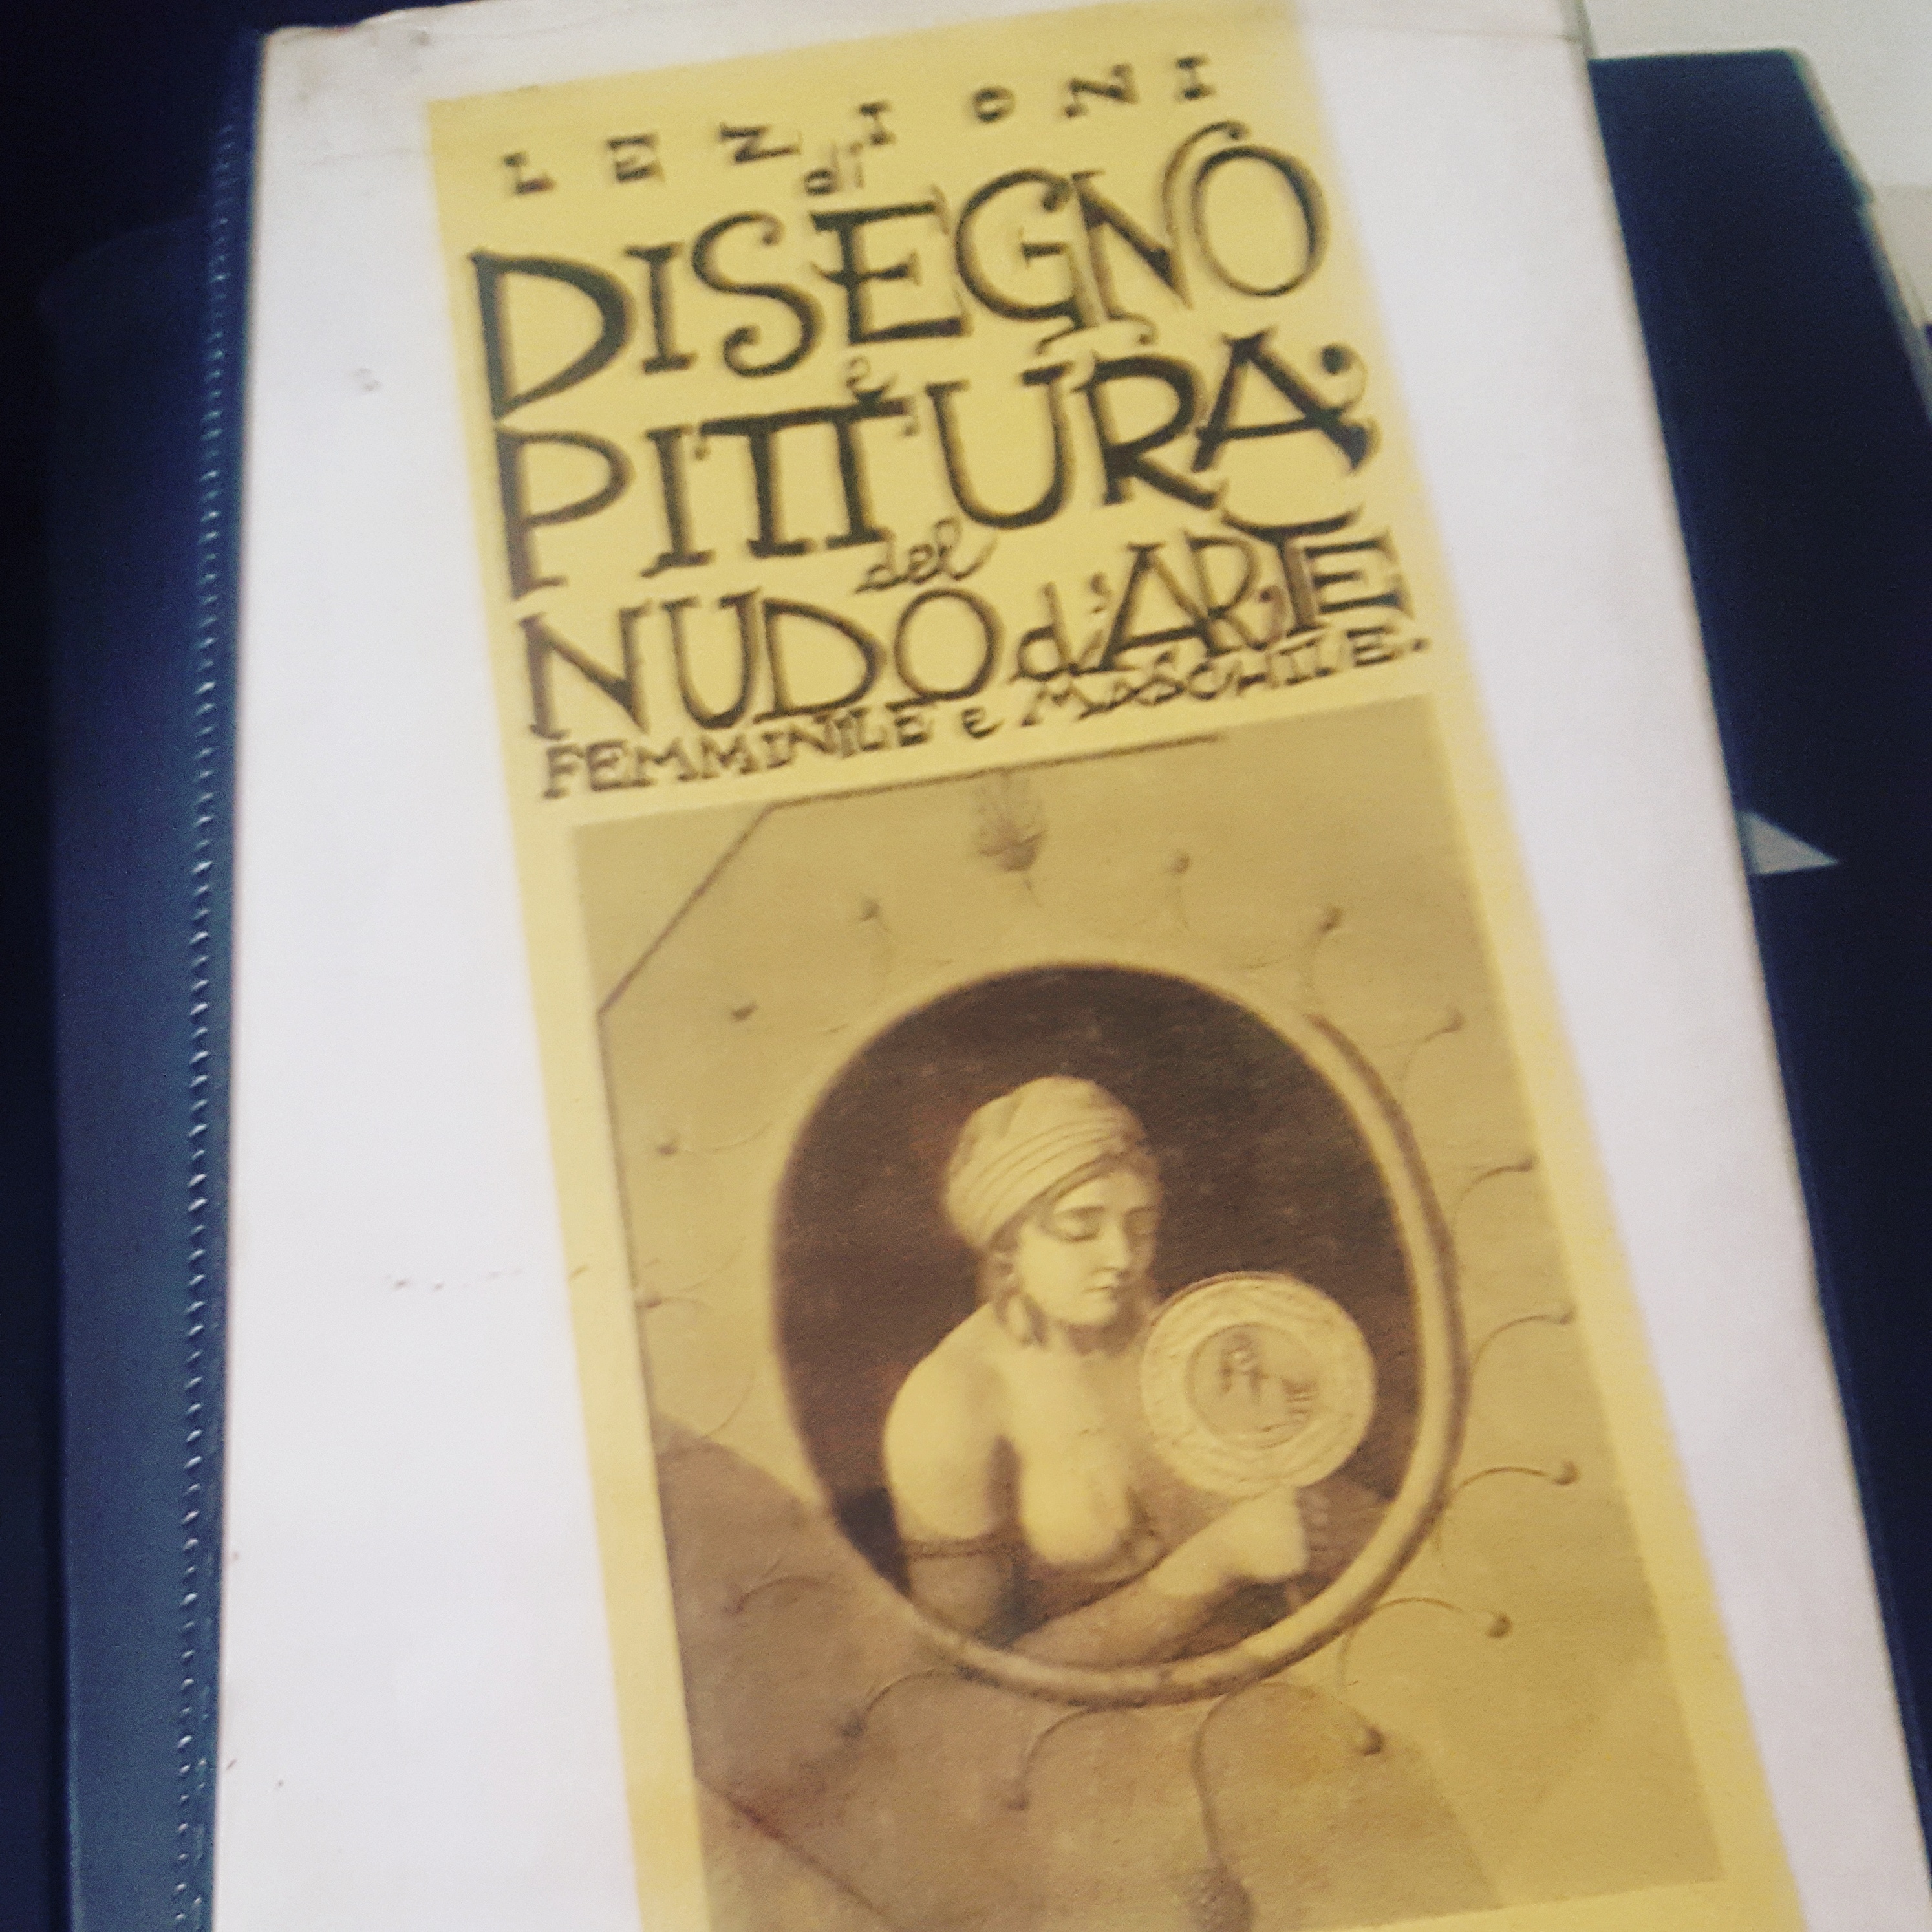 LEZIONI
di
DISEGNO
e
PITTURA;
del
NUDO d'ARTE
FEMMINILE e MASCHILE.